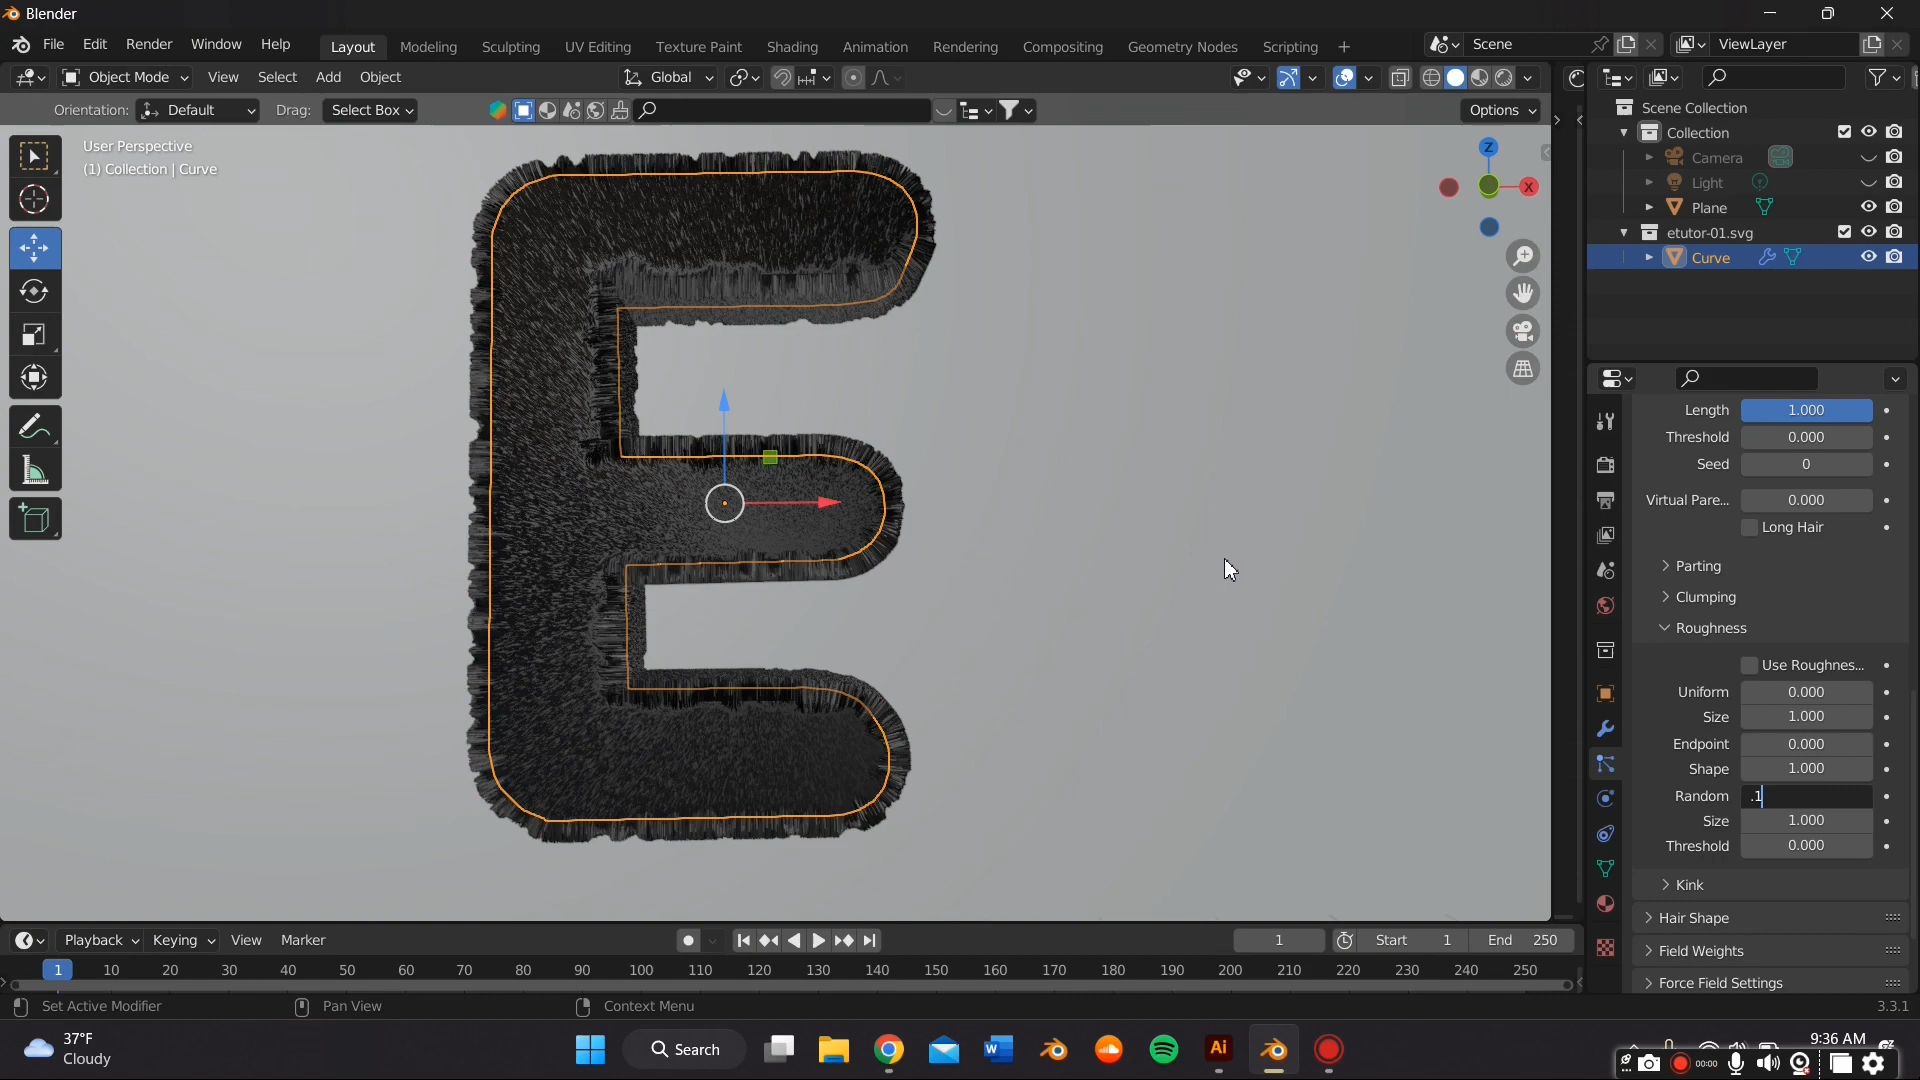 Blender
File Edit Render Window Help
Layout Modeling Sculpting UV Editing Texture Paint Shading Animation Rendering Compositing Geometry Nodes Scripting +
Scene
ViewLayer
Object Mode View Select Add Object
Global
Orientation: Default Drag: Select Box
Options
User Perspective
(1) Collection | Curve
Z
X
Scene Collection
Collection
Camera
Light
Plane
etutor-01.svg
Curve
Length 1.000
Threshold 0.000
Seed 0
Virtual Pare... 0.000
Long Hair
Parting
Clumping
Roughness
Use Roughnes...
Uniform 0.000
Size 1.000
Endpoint 0.000
Shape 1.000
Random .1
Size 1.000
Threshold 0.000
Kink
Hair Shape
Field Weights
Force Field Settings
Playback Keying View Marker
1 Start 1 End 250
1 10 20 30 40 50 60 70 80 90 100 110 120 130 140 150 160 170 180 190 200 210 220 230 240 250
Set Active Modifier Pan View Context Menu 3.3.1
37°F
Cloudy
Search
W
Ai
9:36 AM
00:00